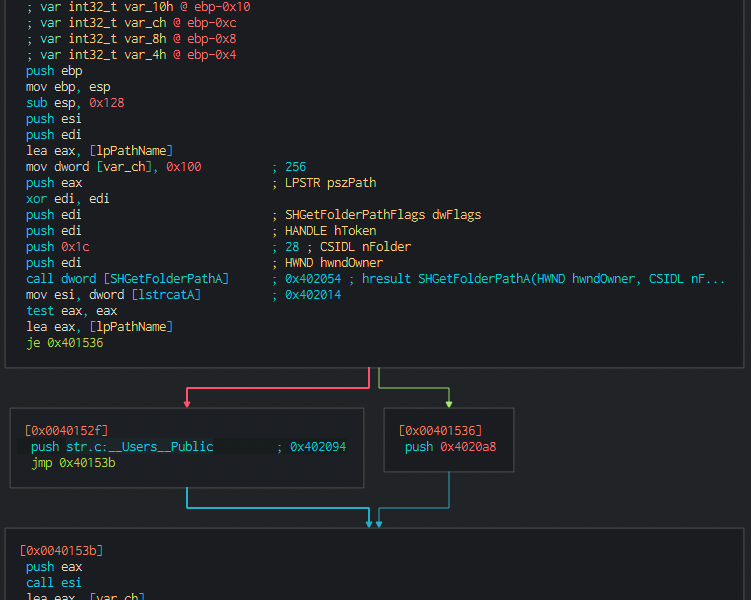 ; var int32_t var_10h @ ebp-0x10
; var int32_t var_ch @ ebp-0xc
; var int32_t var_8h @ ebp-0x8
; var int32_t var_4h @ ebp-0x4
push ebp
mov ebp, esp
sub esp, 0x128
push esi
push edi
lea eax, [lpPathName]
mov dword [var_ch], 0x100 ; 256
push eax ; LPSTR pszPath
xor edi, edi
push edi ; SHGetFolderPathFlags dwFlags
push edi ; HANDLE hToken
push 0x1c ; 28 ; CSIDL nFolder
push edi ; HWND hwndOwner
call dword [SHGetFolderPathA] ; 0x402054 ; hresult SHGetFolderPathA(HWND hwndOwner, CSIDL nF...
mov esi, dword [lstrcatA] ; 0x402014
test eax, eax
lea eax, [lpPathName]
je 0x401536
[0x0040152f]
push str.c:__Users__Public ; 0x402094
jmp 0x40153b
[0x00401536]
push 0x4020a8
[0x0040153b]
push eax
call esi
lea eax, [var_ch]